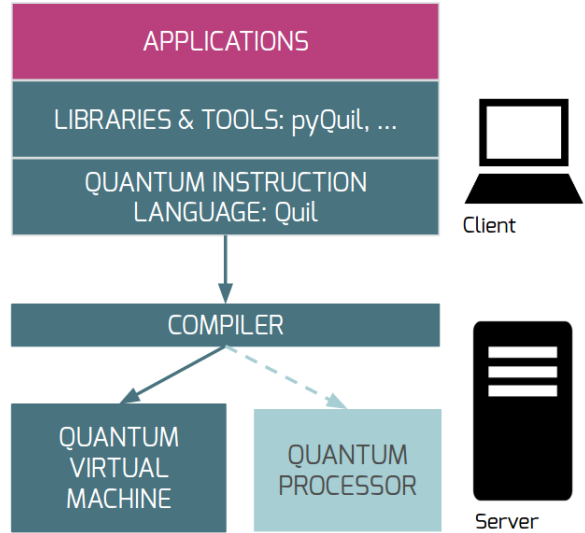 APPLICATIONS
LIBRARIES & TOOLS: pyQuil, ...
QUANTUM INSTRUCTION
LANGUAGE: Quil
Client
COMPILER
QUANTUM
VIRTUAL
MACHINE
QUANTUM
PROCESSOR
Server